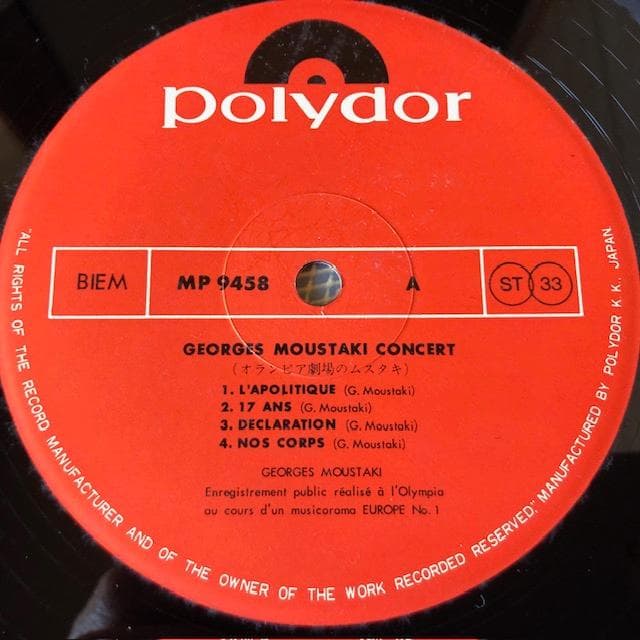 polydor
BIEM MP 9458 A ST 33
GEORGES MOUSTAKI CONCERT
(オランピア劇場のムスタキ)
1. L'APOLITIQUE (G. Moustaki)
2. 17 ANS (G. Moustaki)
3. DECLARATION (G. Moustaki)
4. NOS CORPS (G. Moustaki)
GEORGES MOUSTAKI
Enregistrement public réalisé à l'Olympia
au cours d'un musicorama EUROPE No. 1
"ALL RIGHTS OF THE RECORD MANUFACTURER AND OF THE OWNER OF THE WORK RECORDED RESERVED." MANUFACTURED BY POLYDOR K. K. JAPAN